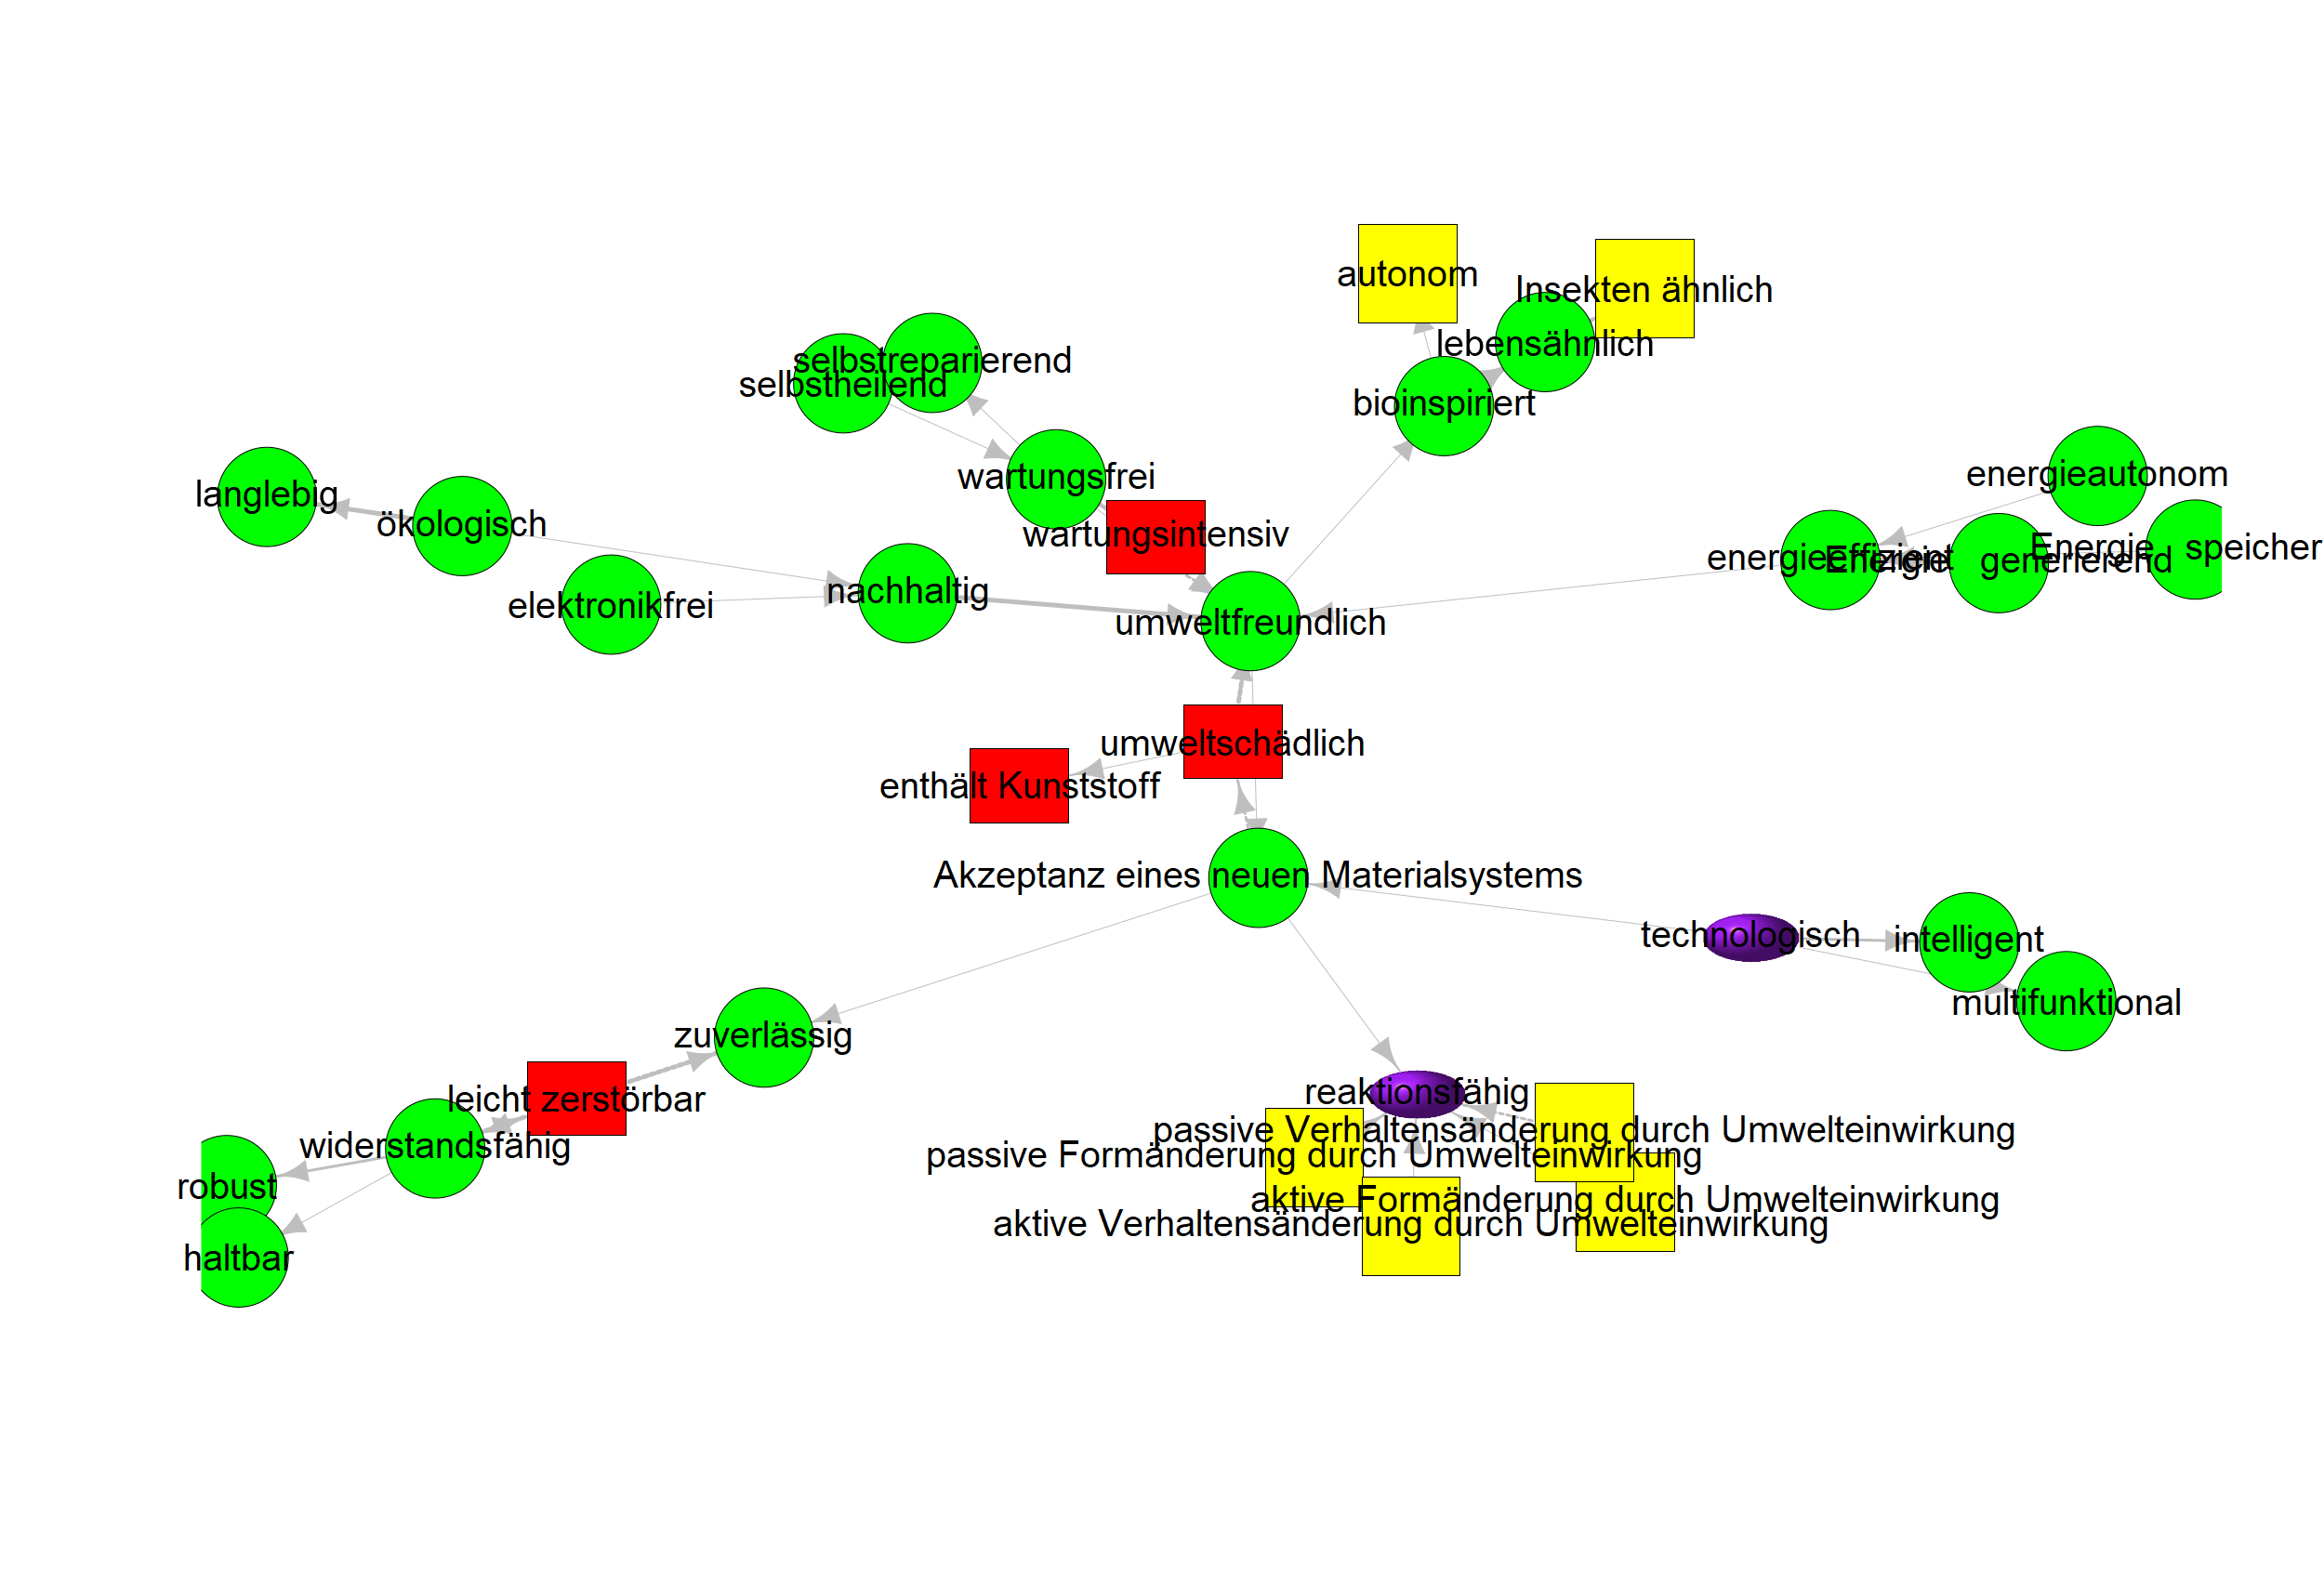 autonom
Insekten ähnlich
lebensähnlich
selbstreparierend
selbstheilend
bioinspiriert
wartungsfrei
energieautonom
langlebig
ökologisch
wartungsintensiv
energieeffizient
Energie generierend
Energie speichern
nachhaltig
elektronikfrei
umweltfreundlich
umweltschädlich
enthält Kunststoff
Akzeptanz eines neuen Materialsystems
technologisch
intelligent
multifunktional
zuverlässig
reaktionsfähig
leicht zerstörbar
passive Verhaltensänderung durch Umwelteinwirkung
widerstandsfähig
passive Formänderung durch Umwelteinwirkung
robust
aktive Formänderung durch Umwelteinwirkung
aktive Verhaltensänderung durch Umwelteinwirkung
haltbar